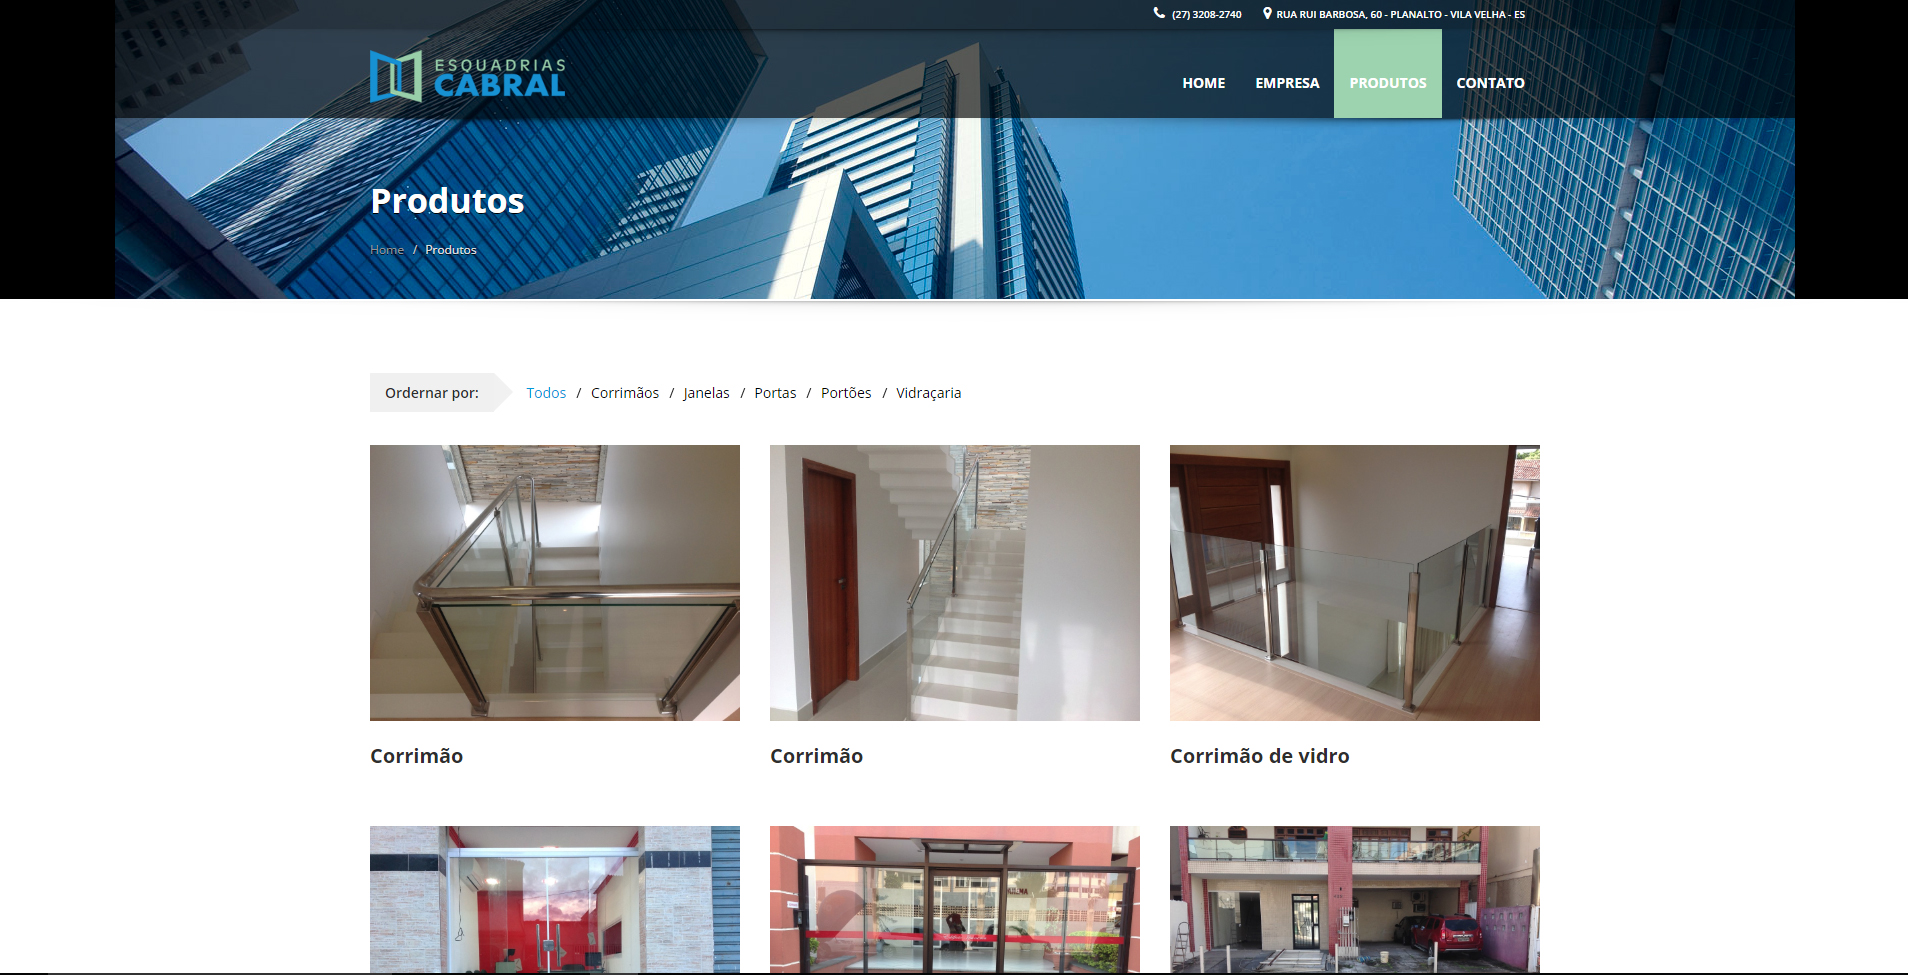 (27) 3208-2740 RUA RUI BARBOSA, 60 - PLANALTO - VILA VELHA - ES
ESQUADRIAS
CABRAL
HOME EMPRESA PRODUTOS CONTATO
Produtos
Home / Produtos
Ordernar por: Todos / Corrimãos / Janelas / Portas / Portões / Vidraçaria
Corrimão Corrimão Corrimão de vidro